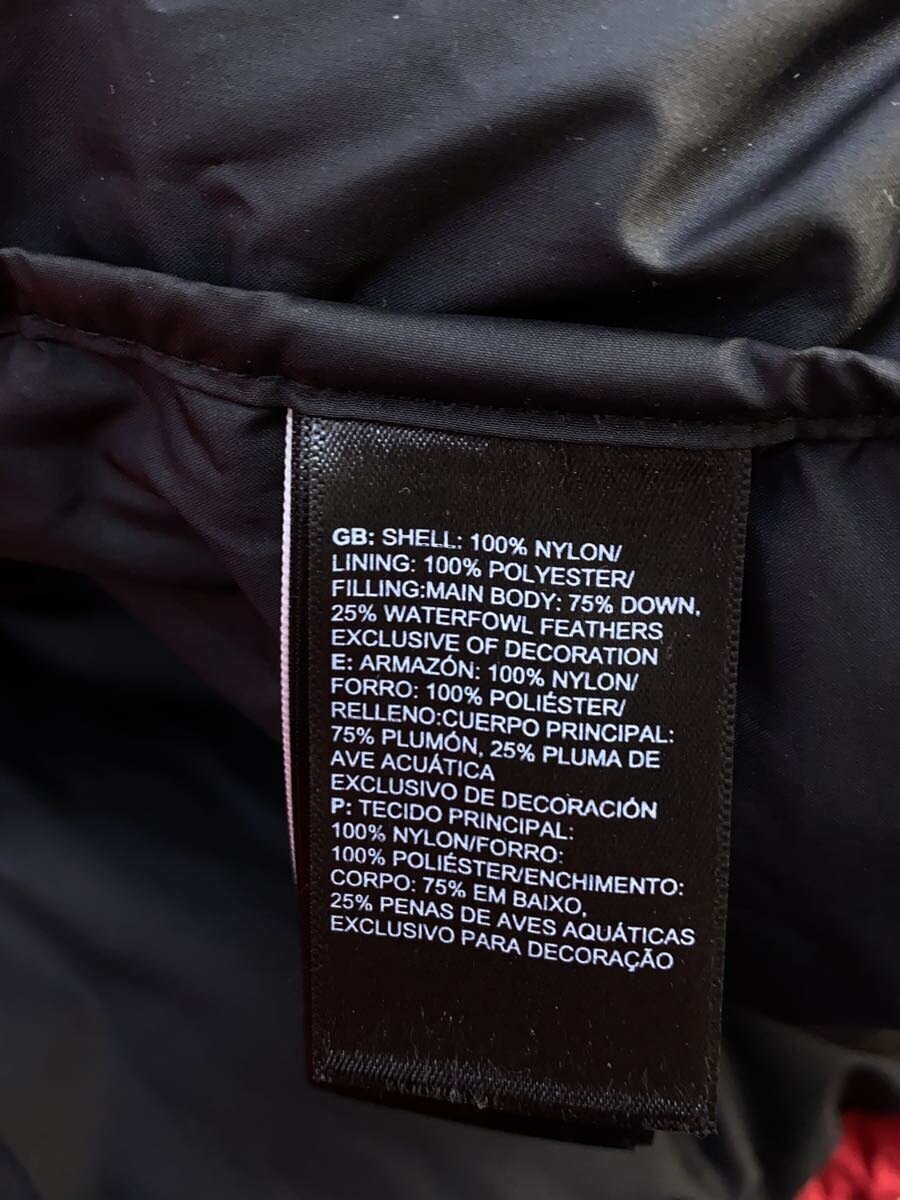 GB: SHELL: 100% NYLON/
LINING: 100% POLYESTER/
FILLING:MAIN BODY: 75% DOWN,
25% WATERFOWL FEATHERS
EXCLUSIVE OF DECORATION
E: ARMAZÓN: 100% NYLON/
FORRO: 100% POLIÉSTER/
RELLENO:CUERPO PRINCIPAL:
75% PLUMÓN, 25% PLUMA DE
AVE ACUÁTICA
EXCLUSIVO DE DECORACIÓN
P: TECIDO PRINCIPAL:
100% NYLON/FORRO:
100% POLIÉSTER/ENCHIMENTO:
CORPO: 75% EM BAIXO,
25% PENAS DE AVES AQUÁTICAS
EXCLUSIVO PARA DECORAÇÃO